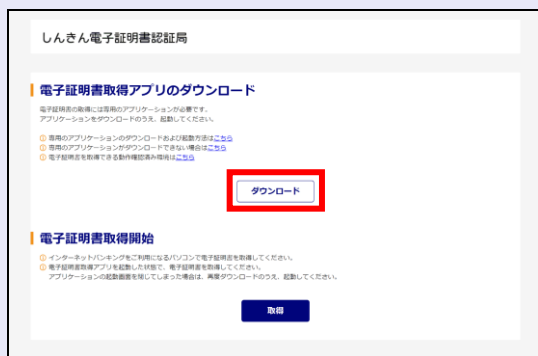 しんきん電子証明書認証局
電子証明書取得アプリのダウンロード
電子証明書の取得には専用のアプリケーションが必要です。
アプリケーションをダウンロードのうえ、起動してください。
専用のアプリケーションのダウンロードおよび起動方法はこちら
専用のアプリケーションがダウンロードできない場合はこちら
電子証明書を取得できる動作確認済み環境はこちら
ダウンロード
電子証明書取得開始
インターネットバンキングをご利用になるパソコンで電子証明書を取得してください。
電子証明書取得アプリを起動した状態で、電子証明書を取得してください。
アプリケーションの起動画面を閉じてしまった場合は、再度ダウンロードのうえ、起動してください。
取得